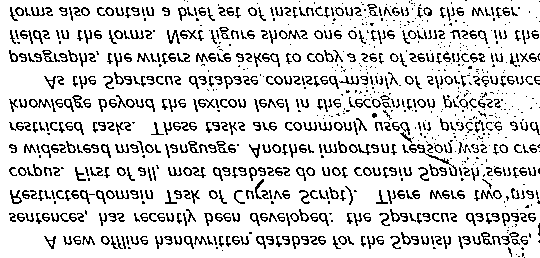 A new offline handwritten database for the Spanish language,
sentences, has recently been developed: the Spartacus database
Restricted-domain Task of Cursive Script). There were two
corpus. First of all, most databases do not contain Spanish
a widespread major language. Another important reason was to
restricted tasks. These tasks are commonly used in practice and
knowledge beyond the lexicon level in the recognition process.
As the Spartacus database consisted mainly of short
paragraphs, the writers were asked to copy a set of sentences in
fields in the forms. Next figure shows one of the forms used in the
forms also contain a brief set of instructions given to the writer.